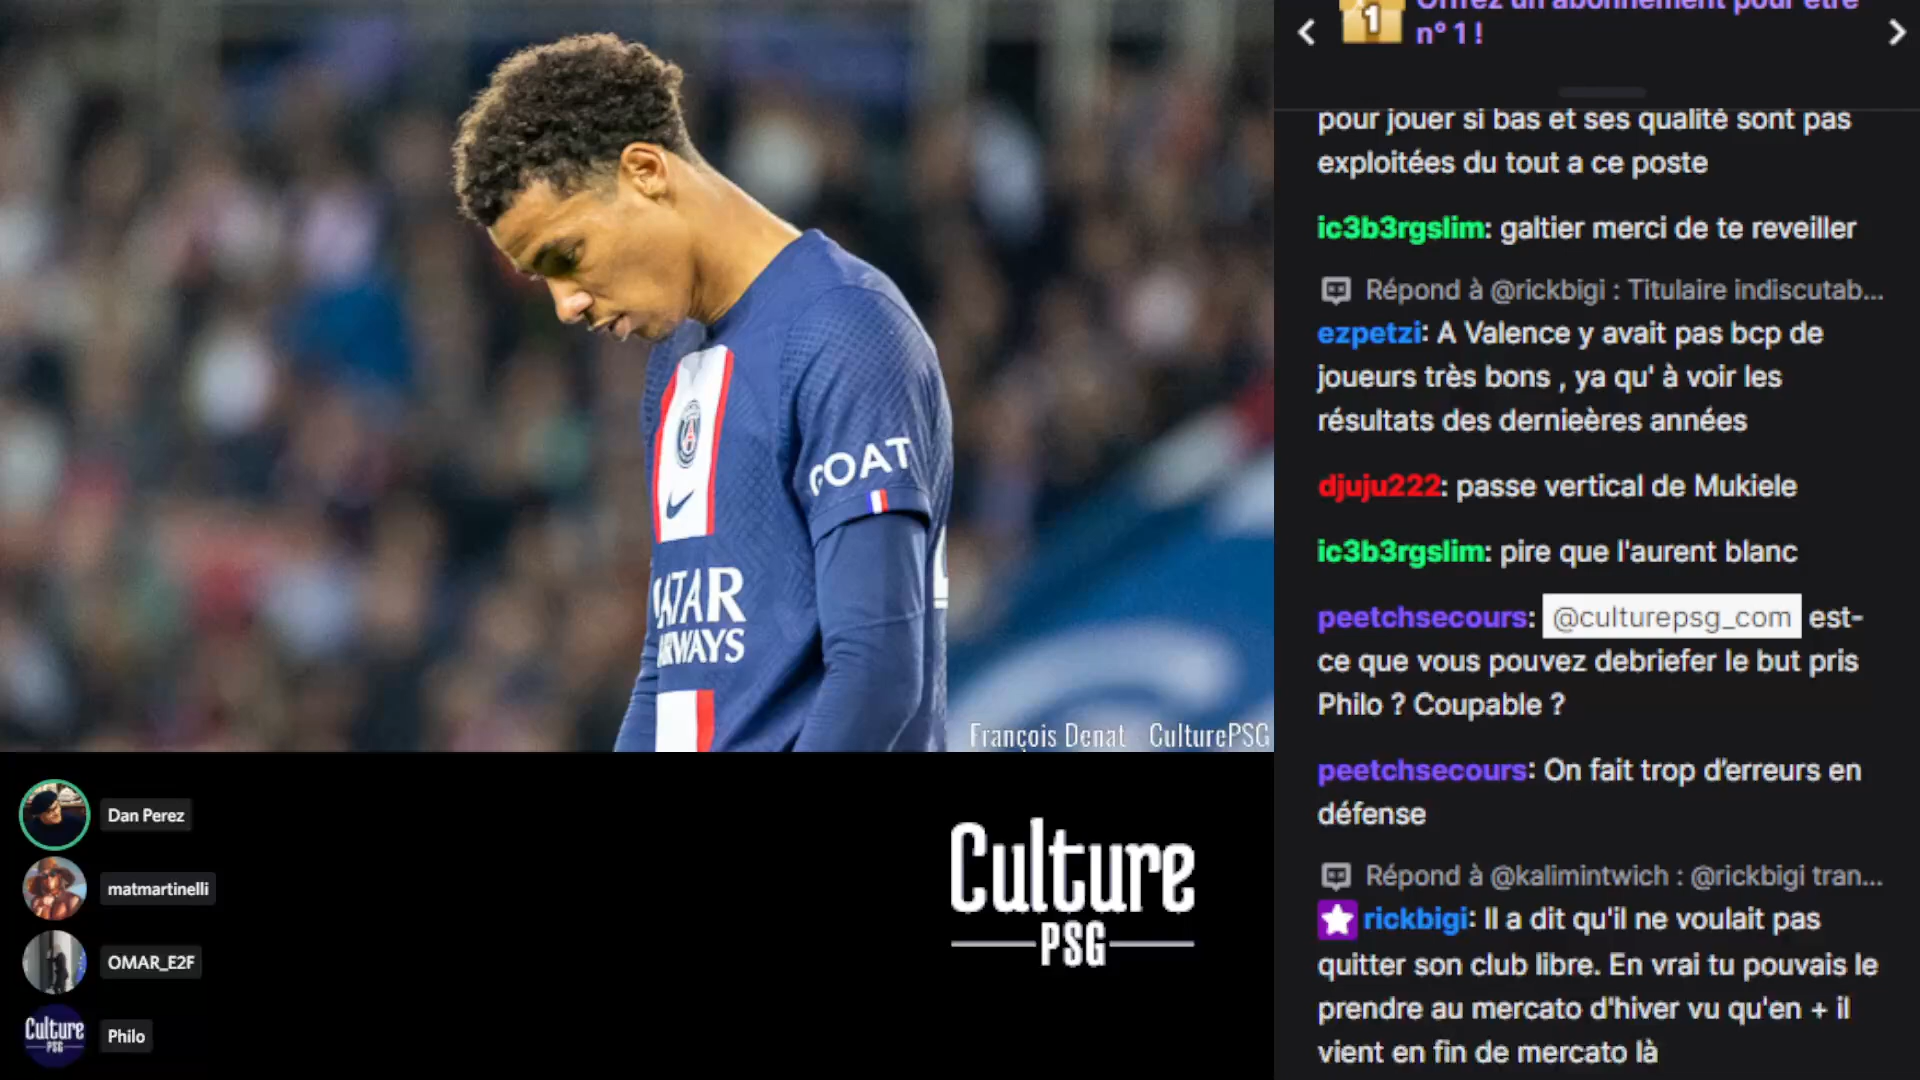 GOAT
QATAR
AIRWAYS
François Denat CulturePSG
Dan Perez
matmartinelli
OMAR_E2F
Culture
PSG
Philo
Culture
PSG
1
Offrez un abonnement pour être
n° 1 !
pour jouer si bas et ses qualité sont pas
exploitées du tout a ce poste
ic3b3rgslim: galtier merci de te reveiller
Répond à @rickbigi : Titulaire indiscutab...
ezpetzi: A Valence y avait pas bcp de
joueurs très bons , ya qu' à voir les
résultats des dernieères années
djuju222: passe vertical de Mukiele
ic3b3rgslim: pire que l'aurent blanc
peetchsecours: @culturepsg_com est-
ce que vous pouvez debriefer le but pris
Philo ? Coupable ?
peetchsecours: On fait trop d'erreurs en
défense
Répond à @kalimintwich : @rickbigi tran...
rickbigi: Il a dit qu'il ne voulait pas
quitter son club libre. En vrai tu pouvais le
prendre au mercato d'hiver vu qu'en + il
vient en fin de mercato là